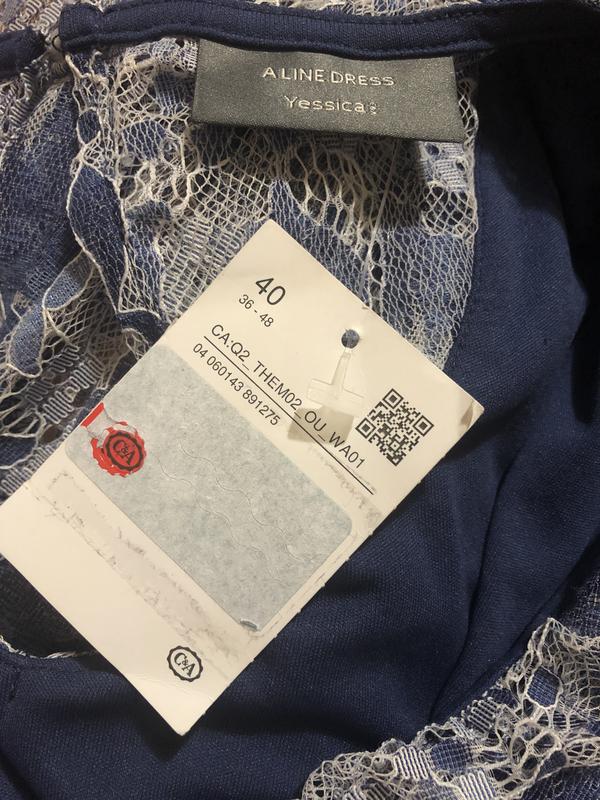 A LINE DRESS
Yessica
40
36 - 48
CA:Q2_THEM02_OU_WA01
04 060143 891275
C&A
C&A